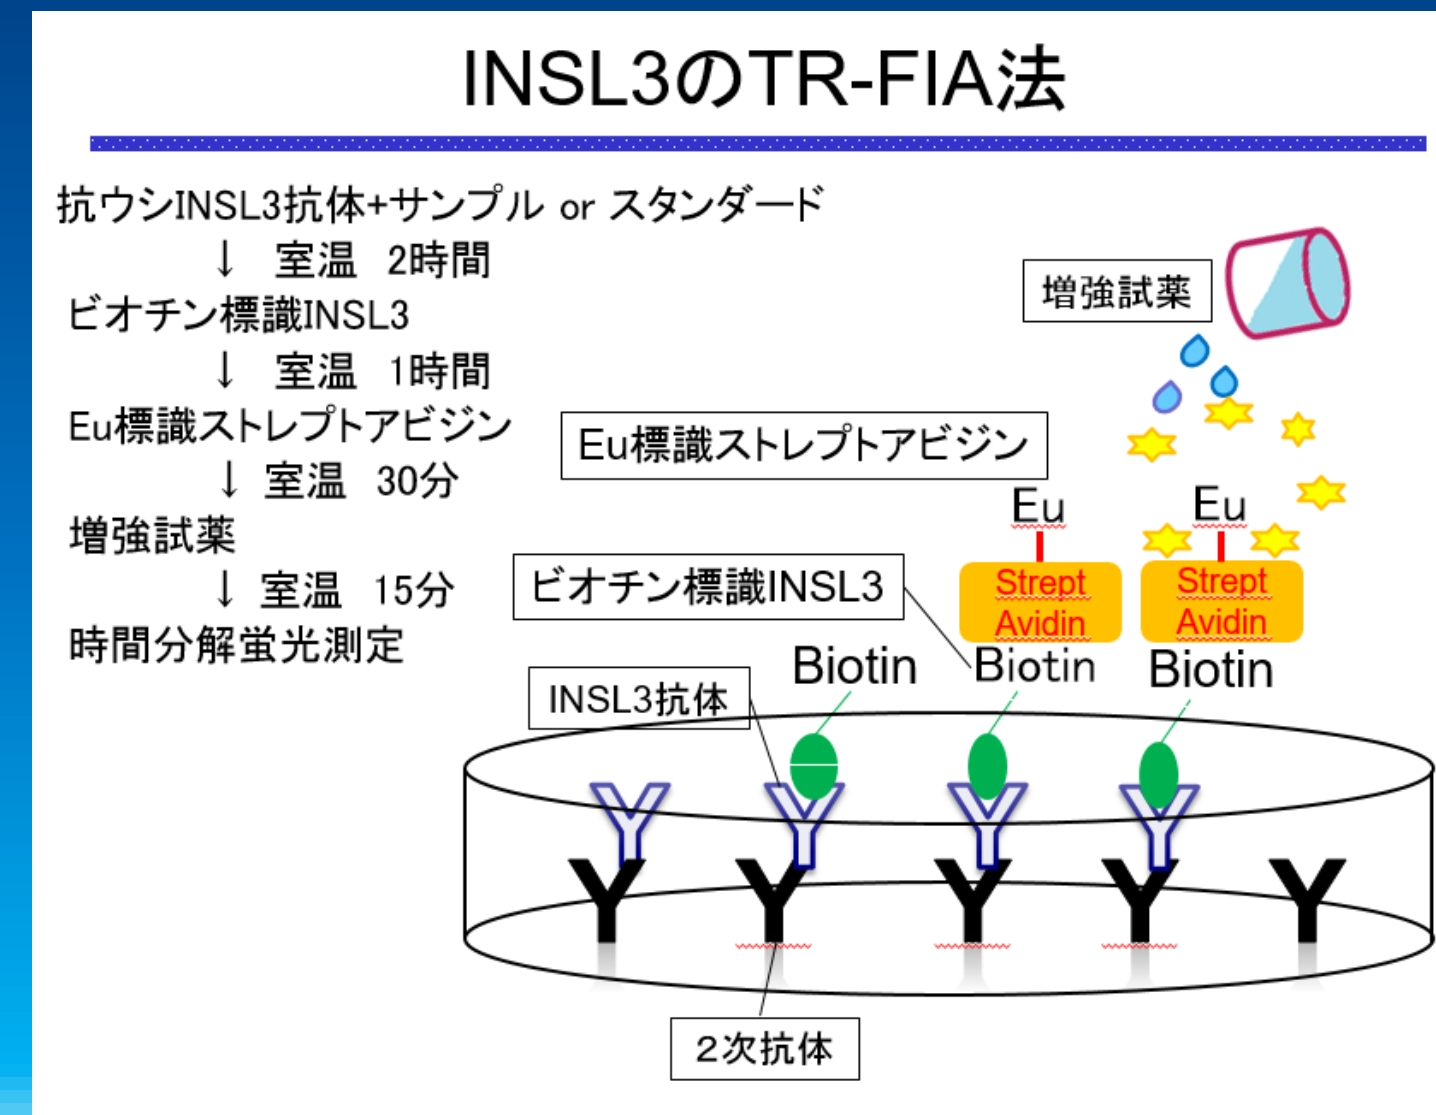 INSL3のTR-FIA法
抗ウシINSL3抗体+サンプル or スタンダード
↓ 室温 2時間
ビオチン標識INSL3
↓ 室温 1時間
Eu標識ストレプトアビジン
↓ 室温 30分
増強試薬
↓ 室温 15分
時間分解蛍光測定
増強試薬
Eu標識ストレプトアビジン
Eu
Eu
ビオチン標識INSL3
Strept
Avidin
Strept
Avidin
INSL3抗体
Biotin
Biotin
Biotin
２次抗体